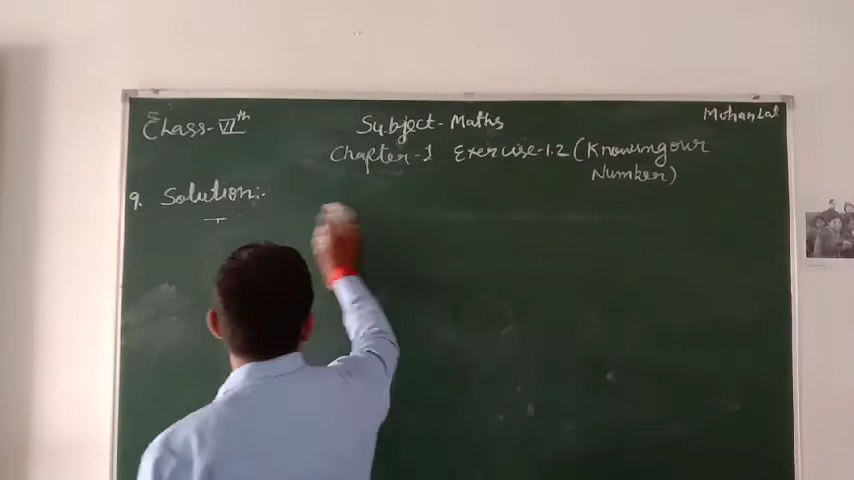 Class-VIth
Subject-Maths
MohanLal
Chapter-1 Exercise-1.2 (Knowing our
Number)
9. Solution:-